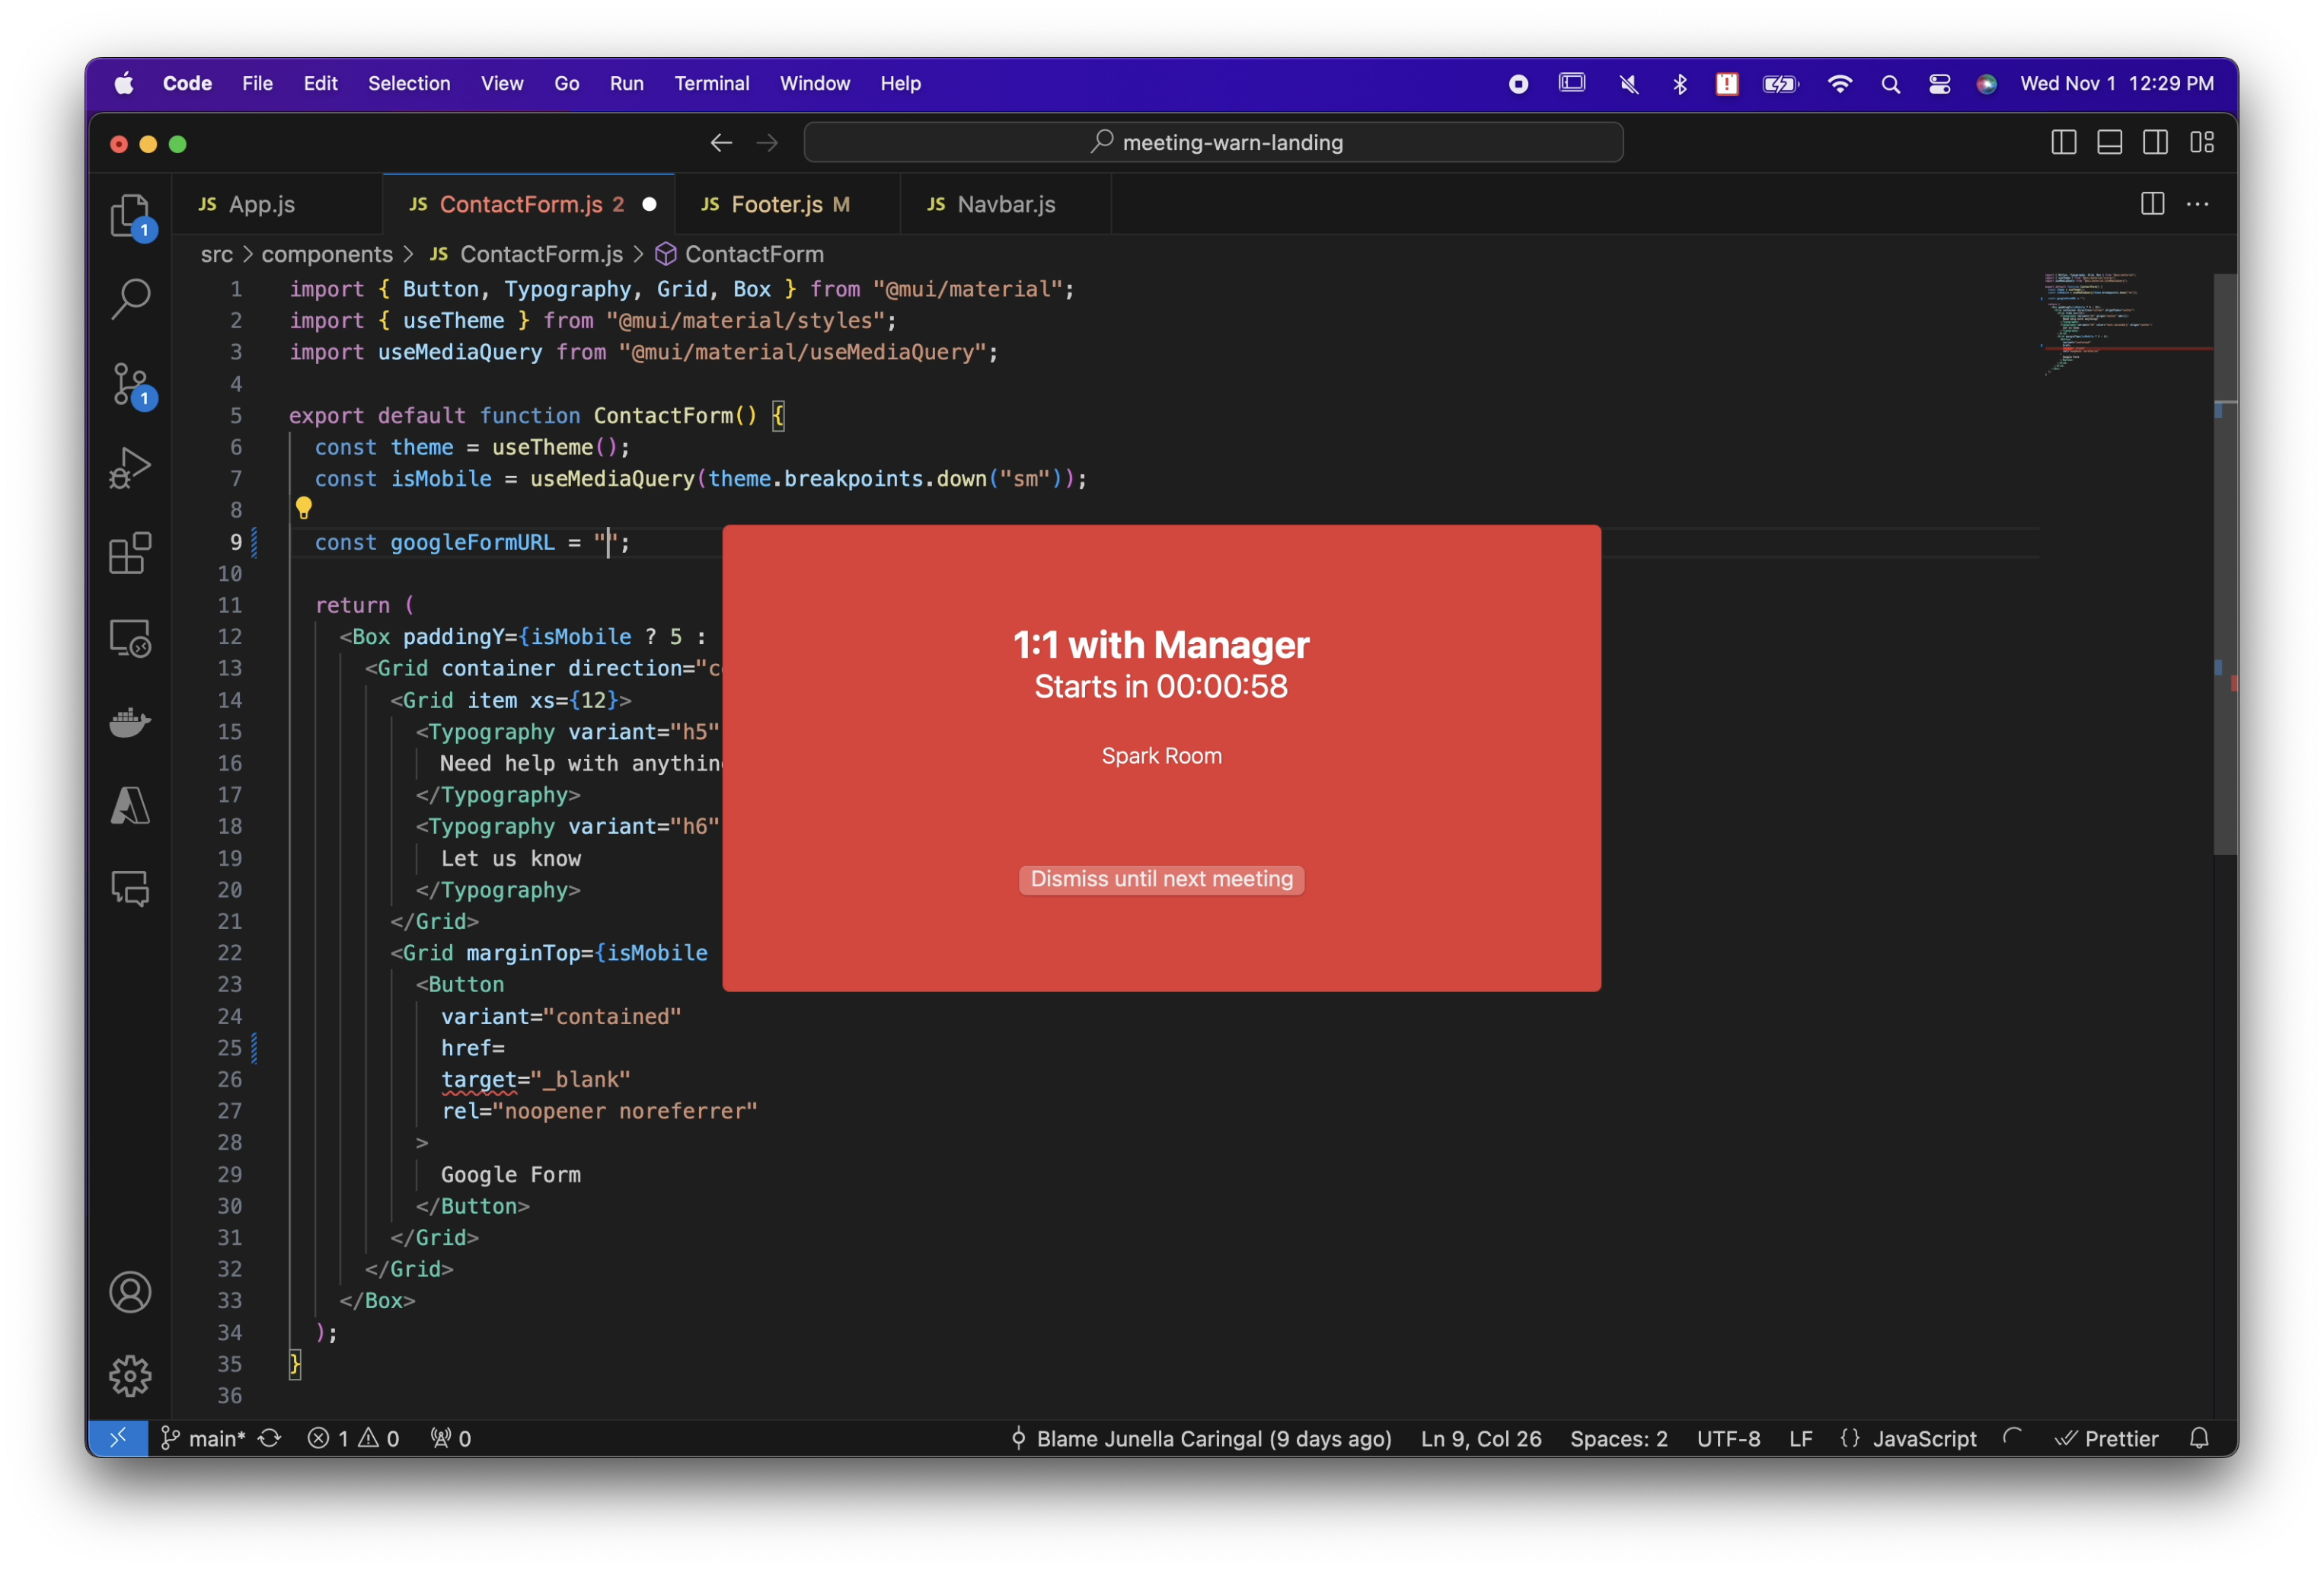 Code File Edit Selection View Go Run Terminal Window Help Wed Nov 1 12:29 PM
meeting-warn-landing
JS App.js JS ContactForm.js 2 JS Footer.js M JS Navbar.js
src > components > JS ContactForm.js > ContactForm
1
1
1 import { Button, Typography, Grid, Box } from "@mui/material";
2 import { useTheme } from "@mui/material/styles";
3 import useMediaQuery from "@mui/material/useMediaQuery";
4
5 export default function ContactForm() {
6 const theme = useTheme();
7 const isMobile = useMediaQuery(theme.breakpoints.down("sm"));
8
9 const googleFormURL = "";
10
11 return (
12 <Box paddingY={isMobile ? 5 :
13 <Grid container direction="c
14 <Grid item xs={12}>
15 <Typography variant="h5"
16 Need help with anythin
17 </Typography>
18 <Typography variant="h6"
19 Let us know
20 </Typography>
21 </Grid>
22 <Grid marginTop={isMobile
23 <Button
24 variant="contained"
25 href=
26 target="_blank"
27 rel="noopener noreferrer"
28 >
29 Google Form
30 </Button>
31 </Grid>
32 </Grid>
33 </Box>
34 );
35 }
36
1:1 with Manager
Starts in 00:00:58
Spark Room
Dismiss until next meeting
main* 1 0 0 Blame Junella Caringal (9 days ago) Ln 9, Col 26 Spaces: 2 UTF-8 LF {} JavaScript Prettier